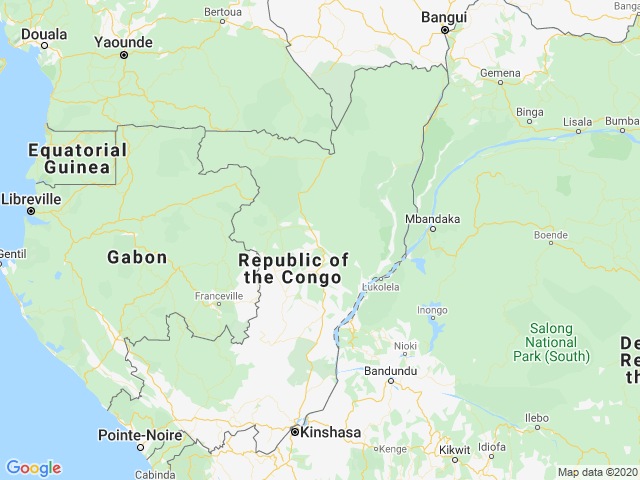 Bangui
Banga
Douala
Bertoua
Yaounde
Gemena
Binga
Lisala
Bumba
Equatorial
Guinea
Libreville
Mbandaka
Boende
Gentil
Gabon
Republic of
the Congo
Lukolela
Franceville
Inongo
Salong
National
Park (South)
Nioki
De
Re
th
Bandundu
Ilebo
Pointe-Noire
Kinshasa
Kenge
Kikwit
Idiofa
Cabinda
Google
Map data ©2020